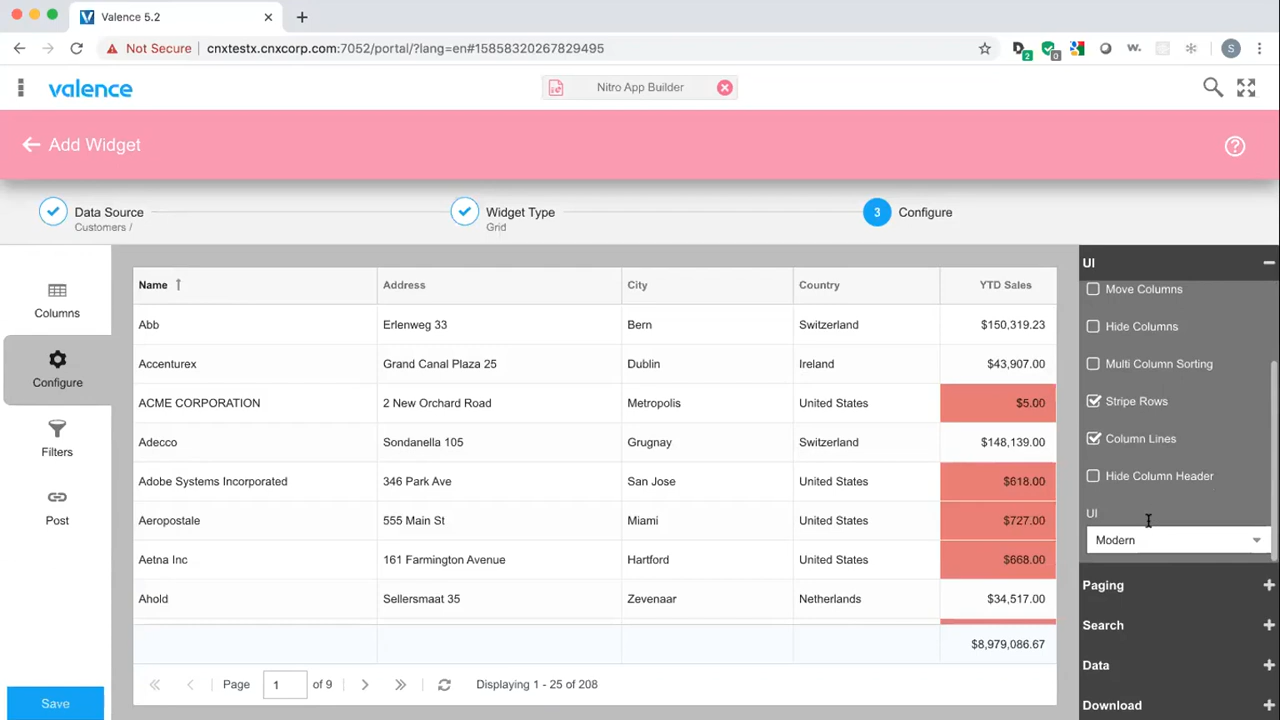 Valence 5.2
Not Secure
cnxtestx.cnxcorp.com:7052/portal/?lang=en#15858320267829495
2
0
w.
S
valence
Nitro App Builder
Add Widget
Data Source
Customers /
Widget Type
Grid
3
Configure
Columns
Configure
Filters
Post
Save
Name Address City Country YTD Sales
Abb Erlenweg 33 Bern Switzerland $150,319.23
Accenturex Grand Canal Plaza 25 Dublin Ireland $43,907.00
ACME CORPORATION 2 New Orchard Road Metropolis United States $5.00
Adecco Sondanella 105 Grugnay Switzerland $148,139.00
Adobe Systems Incorporated 346 Park Ave San Jose United States $618.00
Aeropostale 555 Main St Miami United States $727.00
Aetna Inc 161 Farmington Avenue Hartford United States $668.00
Ahold Sellersmaat 35 Zevenaar Netherlands $34,517.00
$8,979,086.67
Page 1 of 9 Displaying 1 - 25 of 208
UI
Move Columns
Hide Columns
Multi Column Sorting
Stripe Rows
Column Lines
Hide Column Header
UI
Modern
Paging
Search
Data
Download